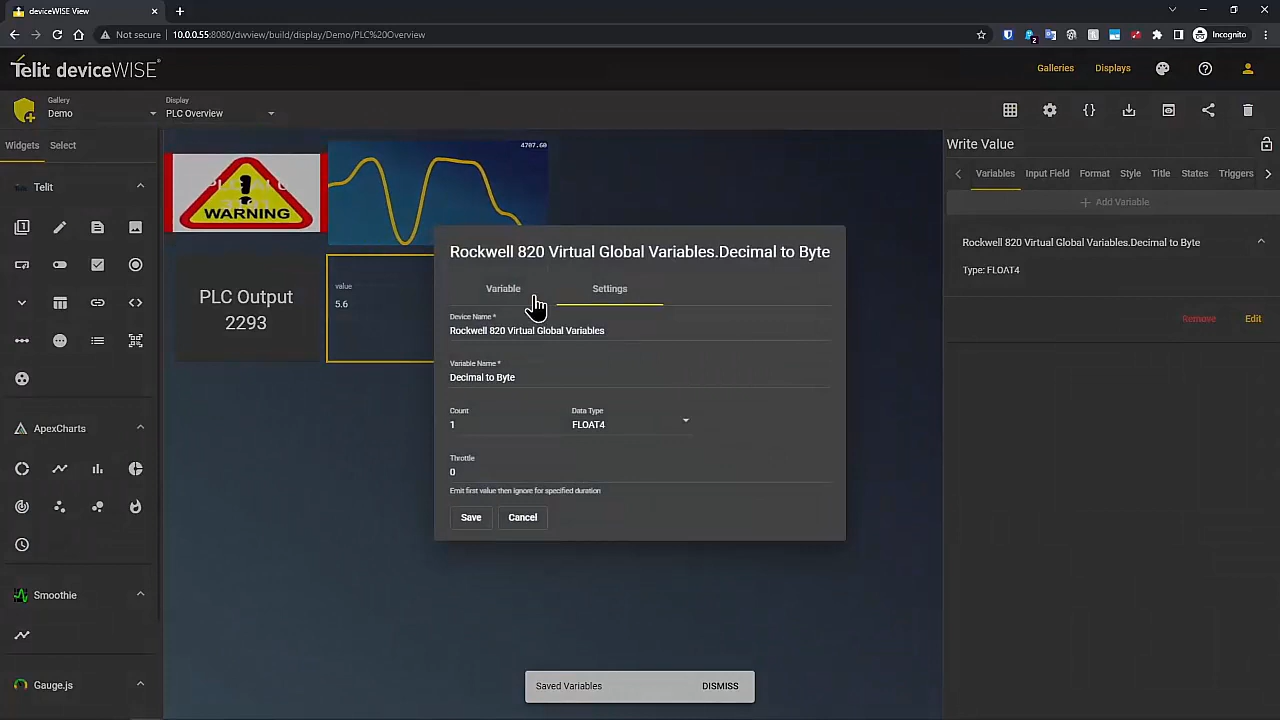 deviceWISE View
Not secure
10.0.0.55:8080/dwview/build/display/Demo/PLC%20Overview
2
Incognito
Telit deviceWISE®
Galleries
Displays
Gallery
Demo
Display
PLC Overview
Widgets
Select
Write Value
Variables
Input Field
Format
Style
Title
States
Triggers
Add Variable
Telit
WARNING
4707.60
Rockwell 820 Virtual Global Variables.Decimal to Byte
Type: FLOAT4
Remove
Edit
PLC Output
2293
value
5.6
Rockwell 820 Virtual Global Variables.Decimal to Byte
Variable
Settings
Device Name *
Rockwell 820 Virtual Global Variables
Variable Name *
Decimal to Byte
Count
1
Data Type
FLOAT4
Throttle
0
Emit first value then ignore for specified duration
Save
Cancel
ApexCharts
Smoothie
Gauge.js
Saved Variables
DISMISS